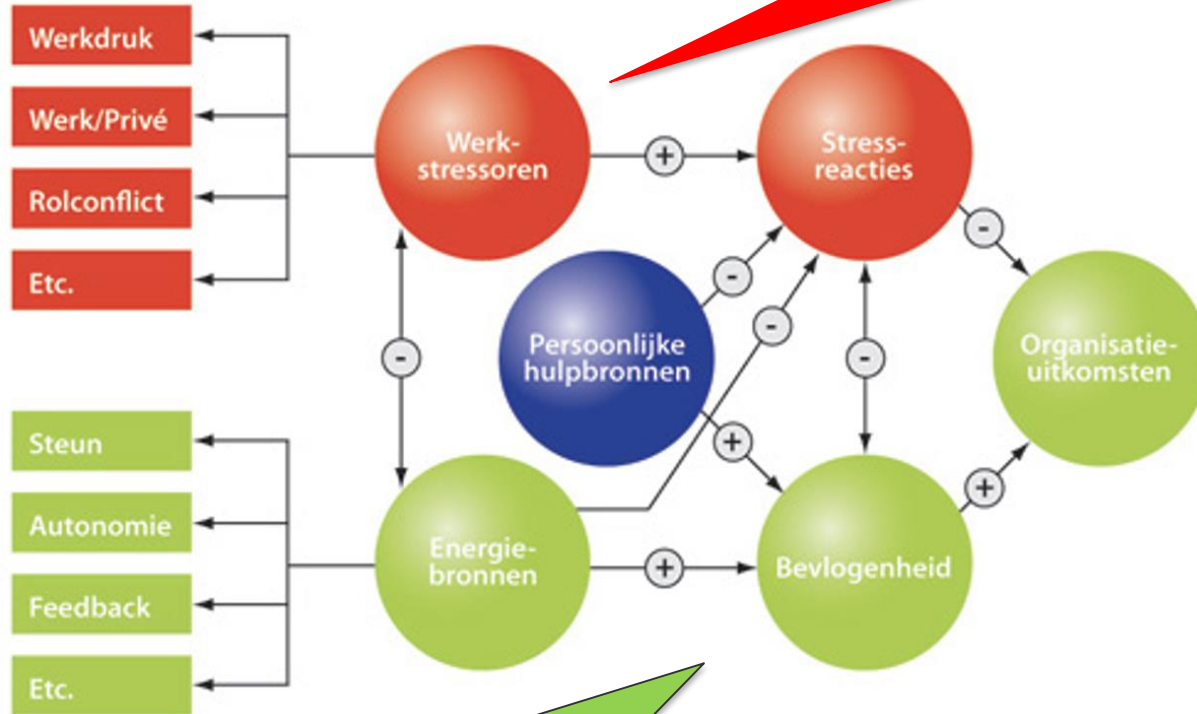 Werkdruk
Werk/Privé
Rolconflict
Etc.
Werk-
stressoren
+
Stress-
reacties
-
-
-
Persoonlijke
hulpbronnen
-
-
Organisatie-
uitkomsten
+
+
Steun
Autonomie
Feedback
Etc.
Energie-
bronnen
+
Bevlogenheid